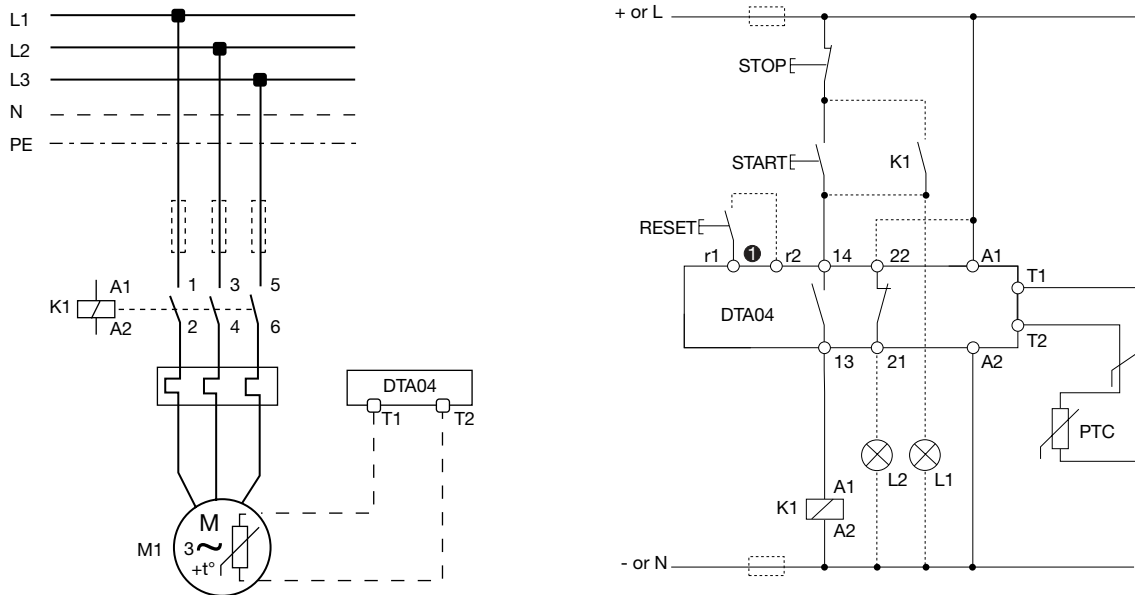 L1
L2
L3
N
PE
1 3 5
K1 A1
A2
2 4 6
DTA04
T1 T2
M
3 ~
+t°
M1
+ or L
STOP
START K1
RESET
r1 1 r2 14 22 A1
T1
DTA04
T2
13 21 A2
PTC
L2 L1
K1 A1
A2
- or N